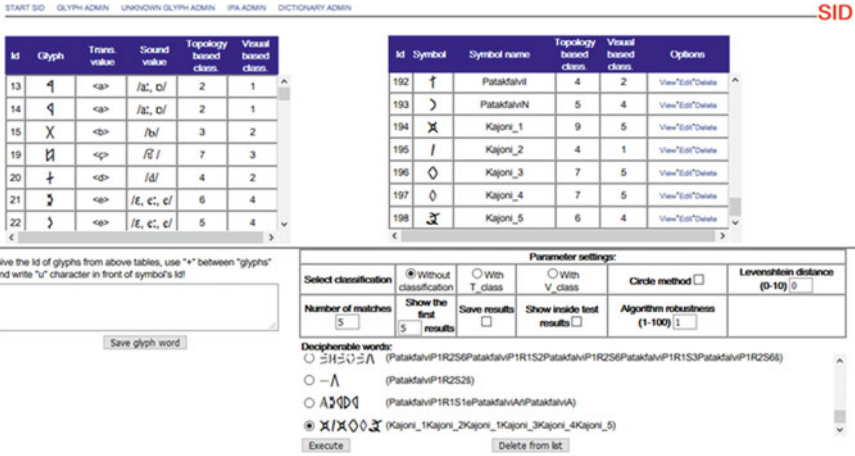 START SID GLYPH ADMIN UNKNOWN GLYPH ADMIN IPA ADMIN DICTIONARY ADMIN
SID
Id Glyph Trans. value Sound value Topology based class. Visual based class.
13 <a> /aː, ɒ/ 2 1
14 <a> /aː, ɒ/ 2 1
15 <b> /b/ 3 2
19 <ç> 7 3
20 <d> /d/ 4 2
21 <e> /ɛ, eː, e/ 6 4
22 <e> /ɛ, eː, e/ 5 4
Id Symbol Symbol name Topology based class. Visual based class. Options
192 Patakfalvil 4 2 View*Edit*Delete
193 PatakfalviN 5 4 View*Edit*Delete
194 Kajoni_1 9 5 View*Edit*Delete
195 Kajoni_2 4 1 View*Edit*Delete
196 Kajoni_3 7 5 View*Edit*Delete
197 Kajoni_4 7 5 View*Edit*Delete
198 Kajoni_5 6 4 View*Edit*Delete
ive the Id of glyphs from above tables, use "+" between "glyphs"
nd write "u" character in front of symbol's Id!
Save glyph word
Parameter settings:
Select classification Without classification With T_class With V_class Circle method Levenshtein distance (0-10) 0
Number of matches 5 Show the first 5 results Save results Show inside test results Algorithm robustness (1-100) 1
Decipherable words:
(PatakfalviP1R2S6PatakfalviP1R1S2PatakfalviP1R2S6PatakfalviP1R1S3PatakfalviP1R2S6ß)
(PatakfalviP1R2S2ß)
(PatakfalviP1R1S1ePatakfalviAnPatakfalviA)
(Kajoni_1Kajoni_2Kajoni_1Kajoni_3Kajoni_4Kajoni_5)
Execute Delete from list